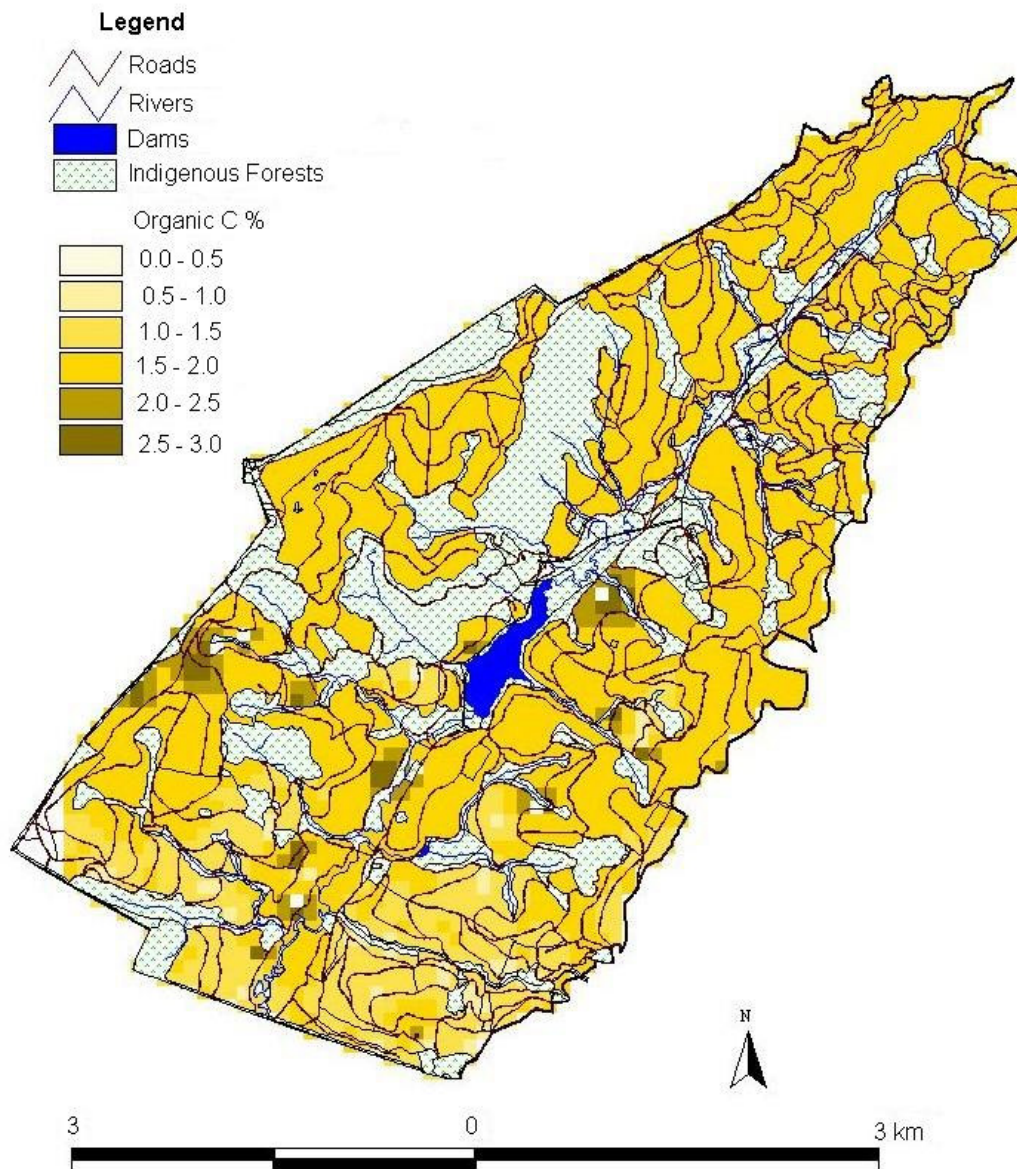 Legend
Roads
Rivers
Dams
Indigenous Forests
Organic C %
0.0 - 0.5
0.5 - 1.0
1.0 - 1.5
1.5 - 2.0
2.0 - 2.5
2.5 - 3.0
N
3 0 3 km